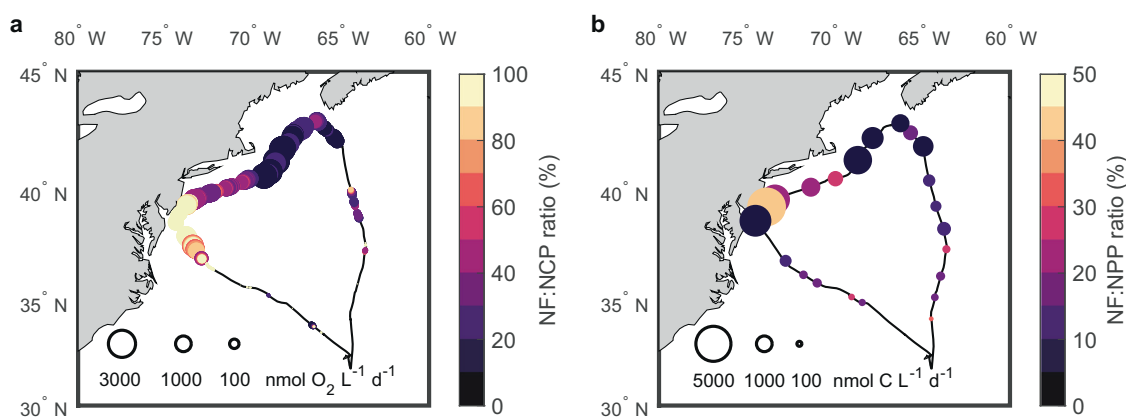 a
80° W 75° W 70° W 65° W 60° W
45° N
40° N
35° N
30° N
3000 1000 100 nmol O₂ L⁻¹ d⁻¹
100
80
60
40
20
0
NF:NCP ratio (%)
b
80° W 75° W 70° W 65° W 60° W
45° N
40° N
35° N
30° N
5000 1000 100 nmol C L⁻¹ d⁻¹
50
40
30
20
10
0
NF:NPP ratio (%)